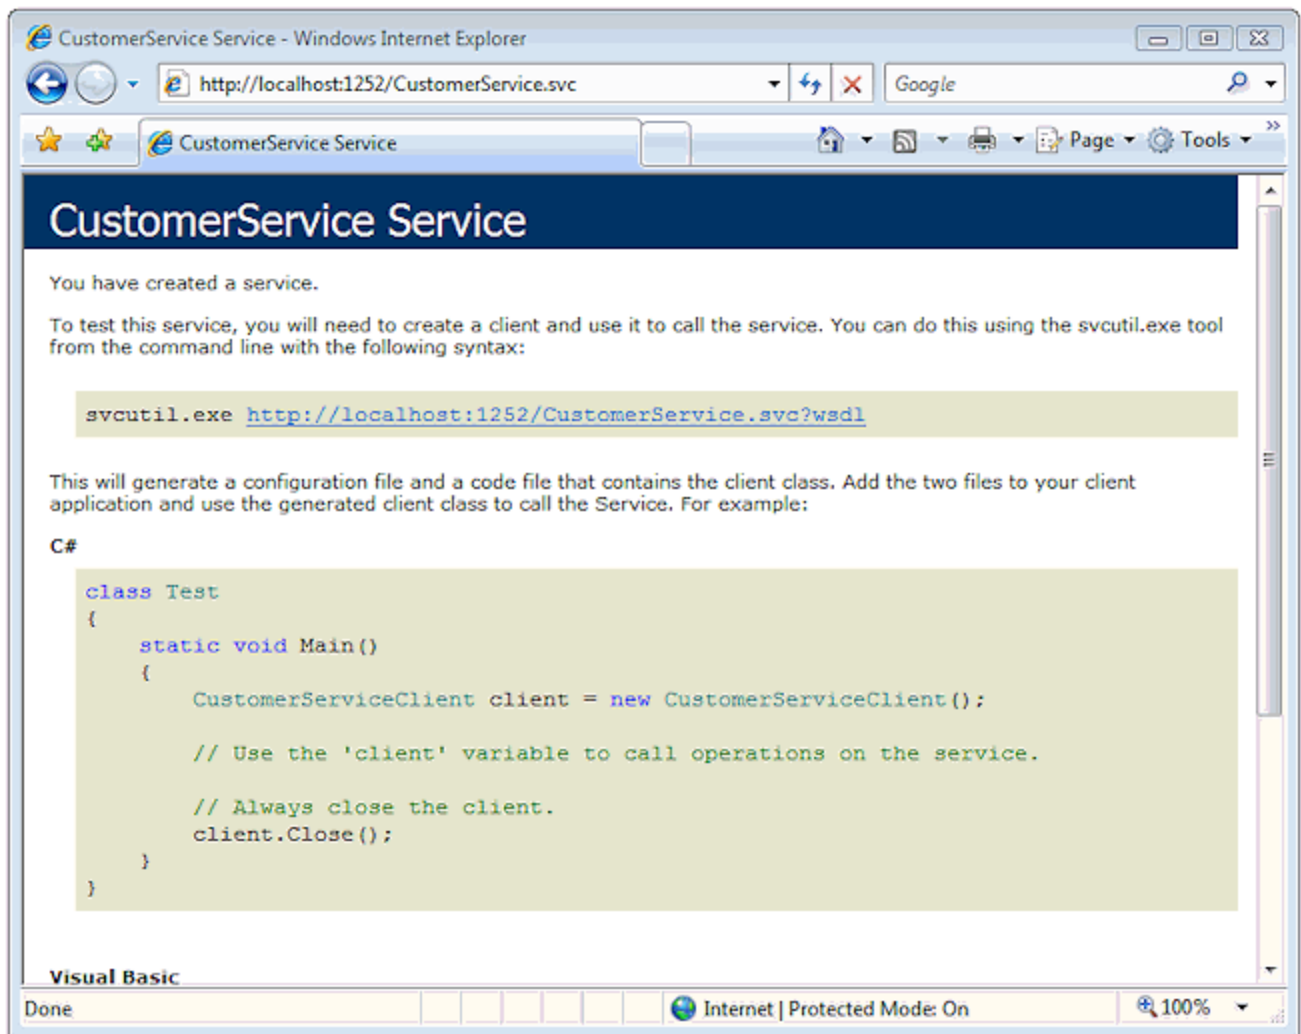 CustomerService Service - Windows Internet Explorer
http://localhost:1252/CustomerService.svc
Google
CustomerService Service
Page
Tools
CustomerService Service
You have created a service.
To test this service, you will need to create a client and use it to call the service. You can do this using the svcutil.exe tool
from the command line with the following syntax:
svcutil.exe http://localhost:1252/CustomerService.svc?wsdl
This will generate a configuration file and a code file that contains the client class. Add the two files to your client
application and use the generated client class to call the Service. For example:
C#
class Test
{
    static void Main()
    {
        CustomerServiceClient client = new CustomerServiceClient();
        // Use the 'client' variable to call operations on the service.
        // Always close the client.
        client.Close();
    }
}
Visual Basic
Done
Internet | Protected Mode: On
100%